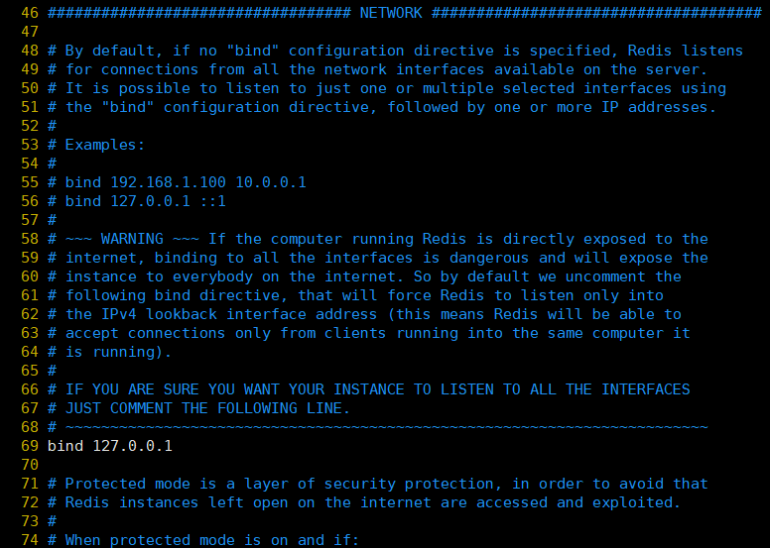 46 ################################## NETWORK #####################################
47
48 # By default, if no "bind" configuration directive is specified, Redis listens
49 # for connections from all the network interfaces available on the server.
50 # It is possible to listen to just one or multiple selected interfaces using
51 # the "bind" configuration directive, followed by one or more IP addresses.
52 #
53 # Examples:
54 #
55 # bind 192.168.1.100 10.0.0.1
56 # bind 127.0.0.1 ::1
57 #
58 # ~~~ WARNING ~~~ If the computer running Redis is directly exposed to the
59 # internet, binding to all the interfaces is dangerous and will expose the
60 # instance to everybody on the internet. So by default we uncomment the
61 # following bind directive, that will force Redis to listen only into
62 # the IPv4 lookback interface address (this means Redis will be able to
63 # accept connections only from clients running into the same computer it
64 # is running).
65 #
66 # IF YOU ARE SURE YOU WANT YOUR INSTANCE TO LISTEN TO ALL THE INTERFACES
67 # JUST COMMENT THE FOLLOWING LINE.
68 # ~~~~~~~~~~~~~~~~~~~~~~~~~~~~~~~~~~~~~~~~~~~~~~~~~~~~~~~~~~~~~~~~~~~~~~~~
69 bind 127.0.0.1
70
71 # Protected mode is a layer of security protection, in order to avoid that
72 # Redis instances left open on the internet are accessed and exploited.
73 #
74 # When protected mode is on and if: